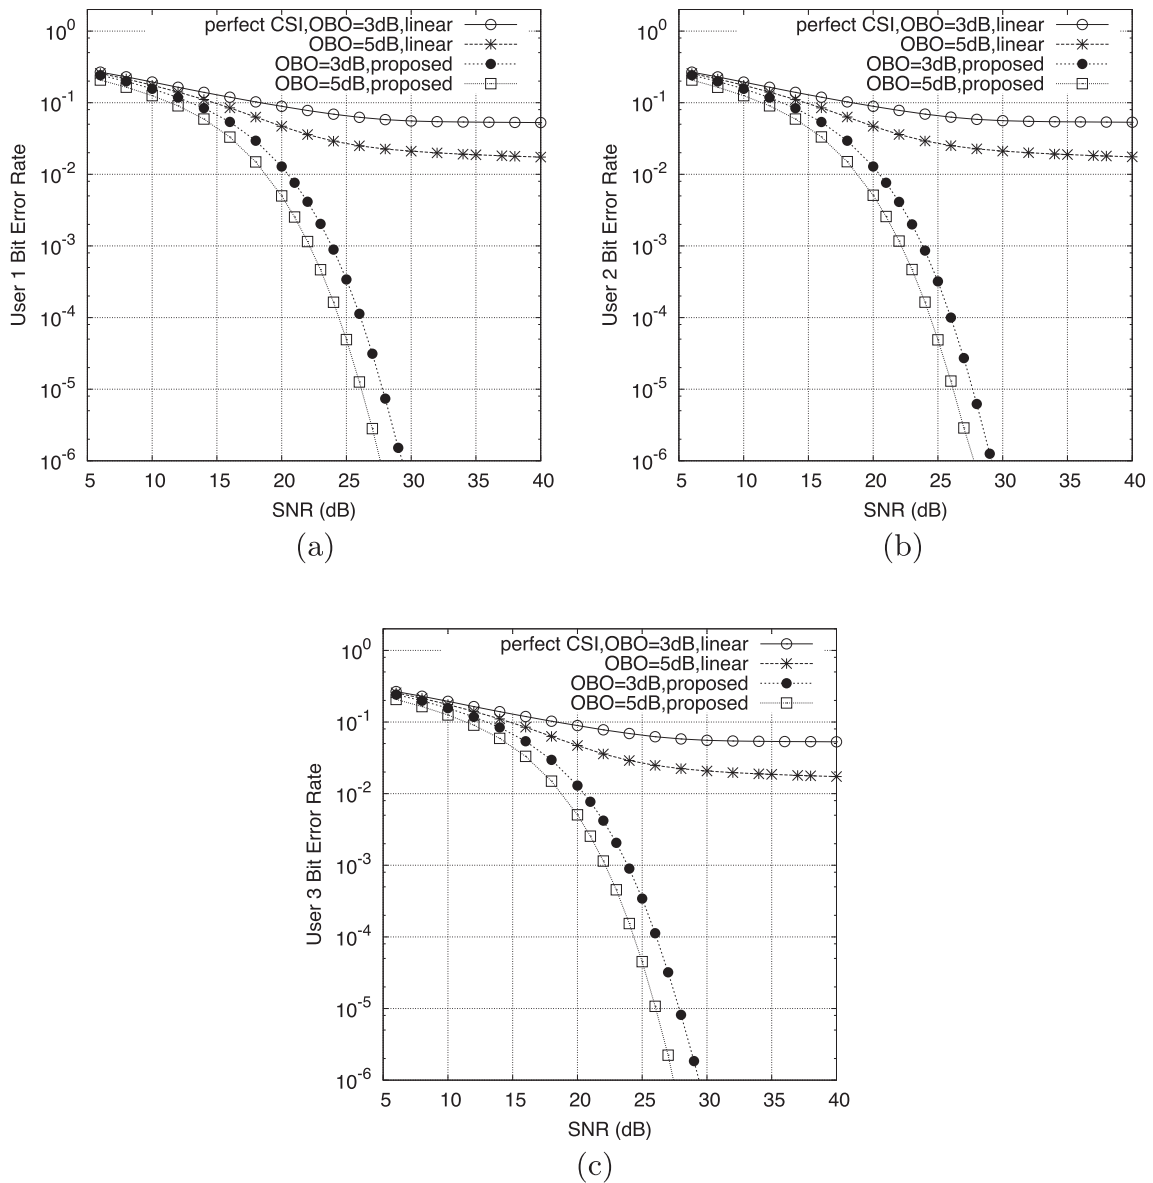 perfect CSI,OBO=3dB,linear
OBO=5dB,linear
OBO=3dB,proposed
OBO=5dB,proposed
10^0
10^-1
10^-2
10^-3
10^-4
10^-5
10^-6
User 1 Bit Error Rate
5 10 15 20 25 30 35 40
SNR (dB)
(a)
perfect CSI,OBO=3dB,linear
OBO=5dB,linear
OBO=3dB,proposed
OBO=5dB,proposed
10^0
10^-1
10^-2
10^-3
10^-4
10^-5
10^-6
User 2 Bit Error Rate
5 10 15 20 25 30 35 40
SNR (dB)
(b)
perfect CSI,OBO=3dB,linear
OBO=5dB,linear
OBO=3dB,proposed
OBO=5dB,proposed
10^0
10^-1
10^-2
10^-3
10^-4
10^-5
10^-6
User 3 Bit Error Rate
5 10 15 20 25 30 35 40
SNR (dB)
(c)